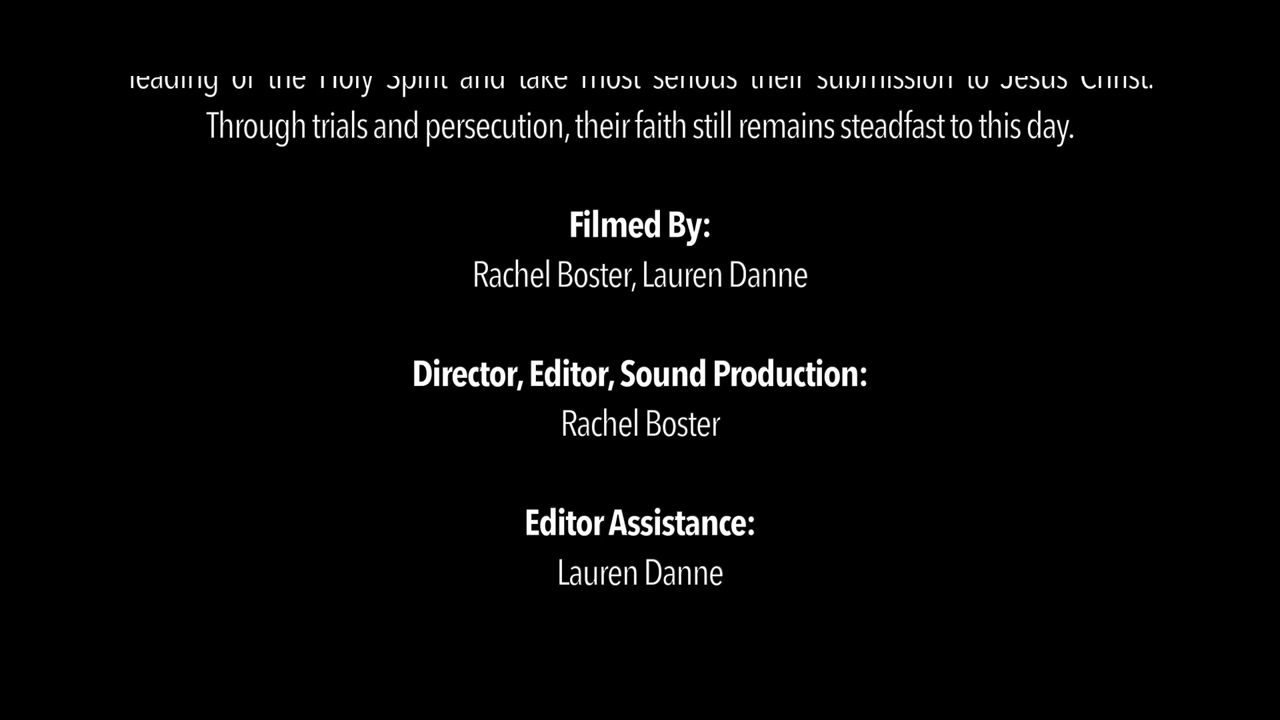 leading of the Holy Spirit and take most serious their submission to Jesus Christ.
Through trials and persecution, their faith still remains steadfast to this day.
Filmed By:
Rachel Boster, Lauren Danne
Director, Editor, Sound Production:
Rachel Boster
Editor Assistance:
Lauren Danne